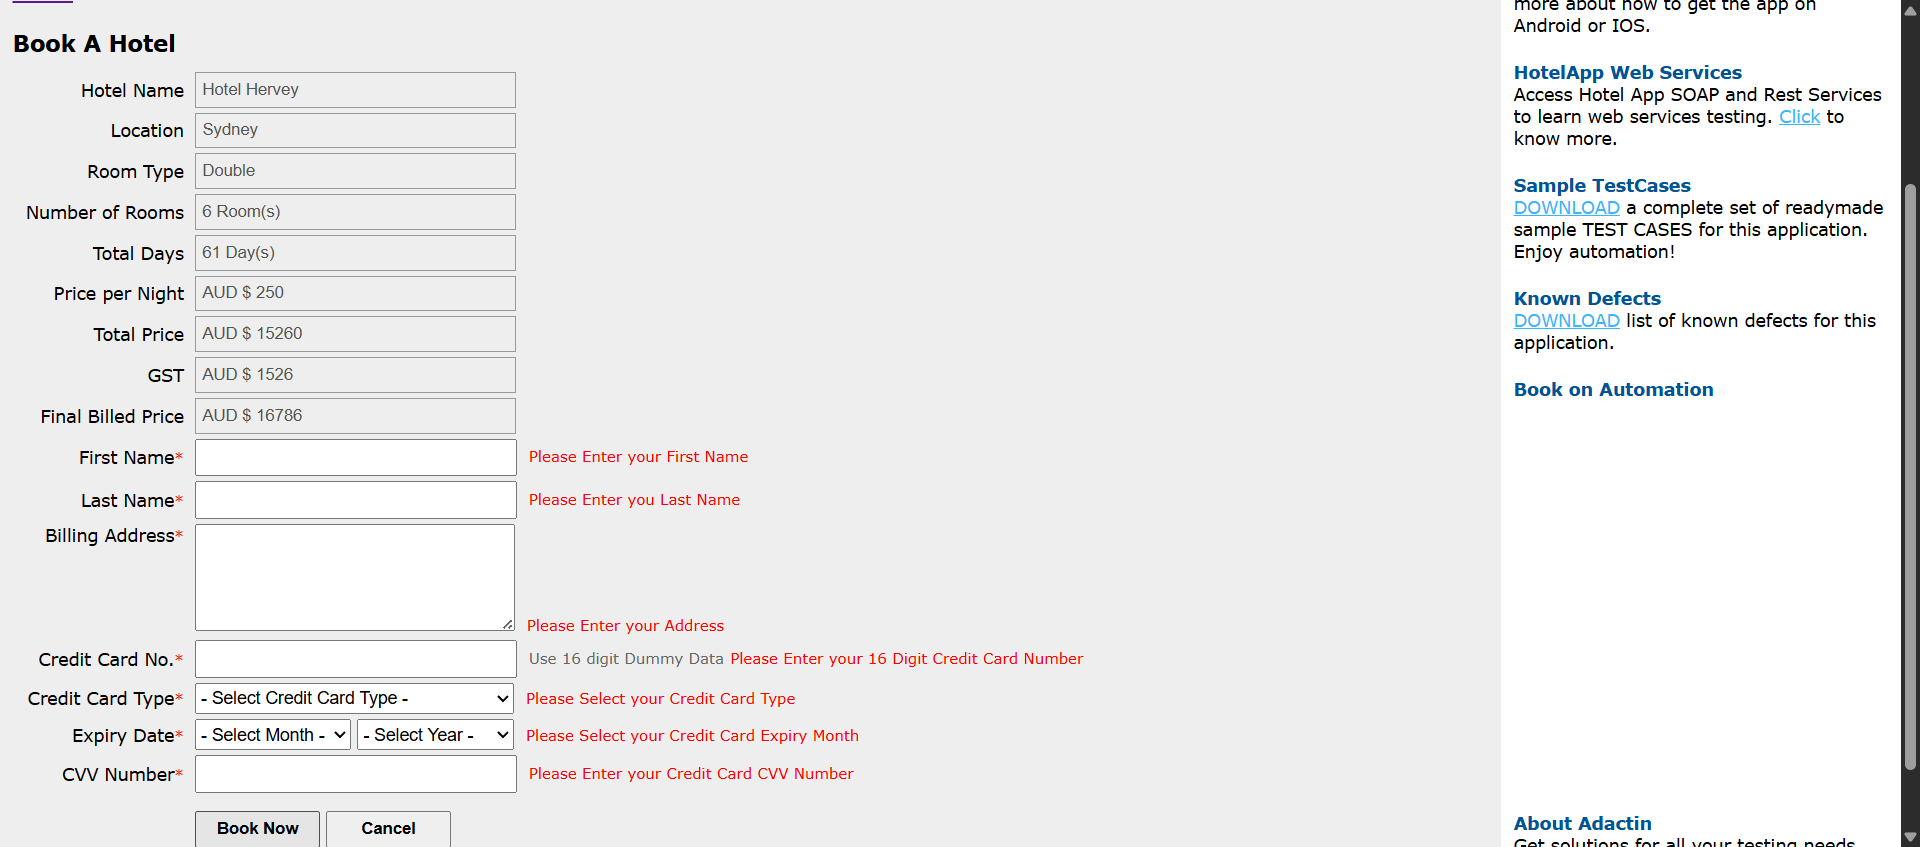 Book A Hotel
Hotel Name Hotel Hervey
Location Sydney
Room Type Double
Number of Rooms 6 Room(s)
Total Days 61 Day(s)
Price per Night AUD $ 250
Total Price AUD $ 15260
GST AUD $ 1526
Final Billed Price AUD $ 16786
First Name* Please Enter your First Name
Last Name* Please Enter you Last Name
Billing Address*
Please Enter your Address
Credit Card No.* Use 16 digit Dummy Data Please Enter your 16 Digit Credit Card Number
Credit Card Type* - Select Credit Card Type - Please Select your Credit Card Type
Expiry Date* - Select Month - - Select Year - Please Select your Credit Card Expiry Month
CVV Number* Please Enter your Credit Card CVV Number
Book Now Cancel
more about how to get the app on
Android or IOS.
HotelApp Web Services
Access Hotel App SOAP and Rest Services
to learn web services testing. Click to
know more.
Sample TestCases
DOWNLOAD a complete set of readymade
sample TEST CASES for this application.
Enjoy automation!
Known Defects
DOWNLOAD list of known defects for this
application.
Book on Automation
About Adactin
Get solutions for all your testing needs